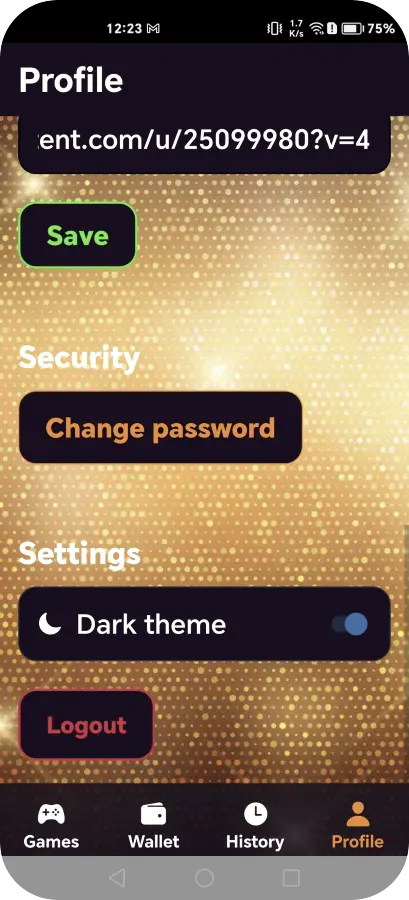 12:23
1.7
K/s
75%
Profile
ent.com/u/25099980?v=4
Save
Security
Change password
Settings
Dark theme
Logout
Games Wallet History Profile